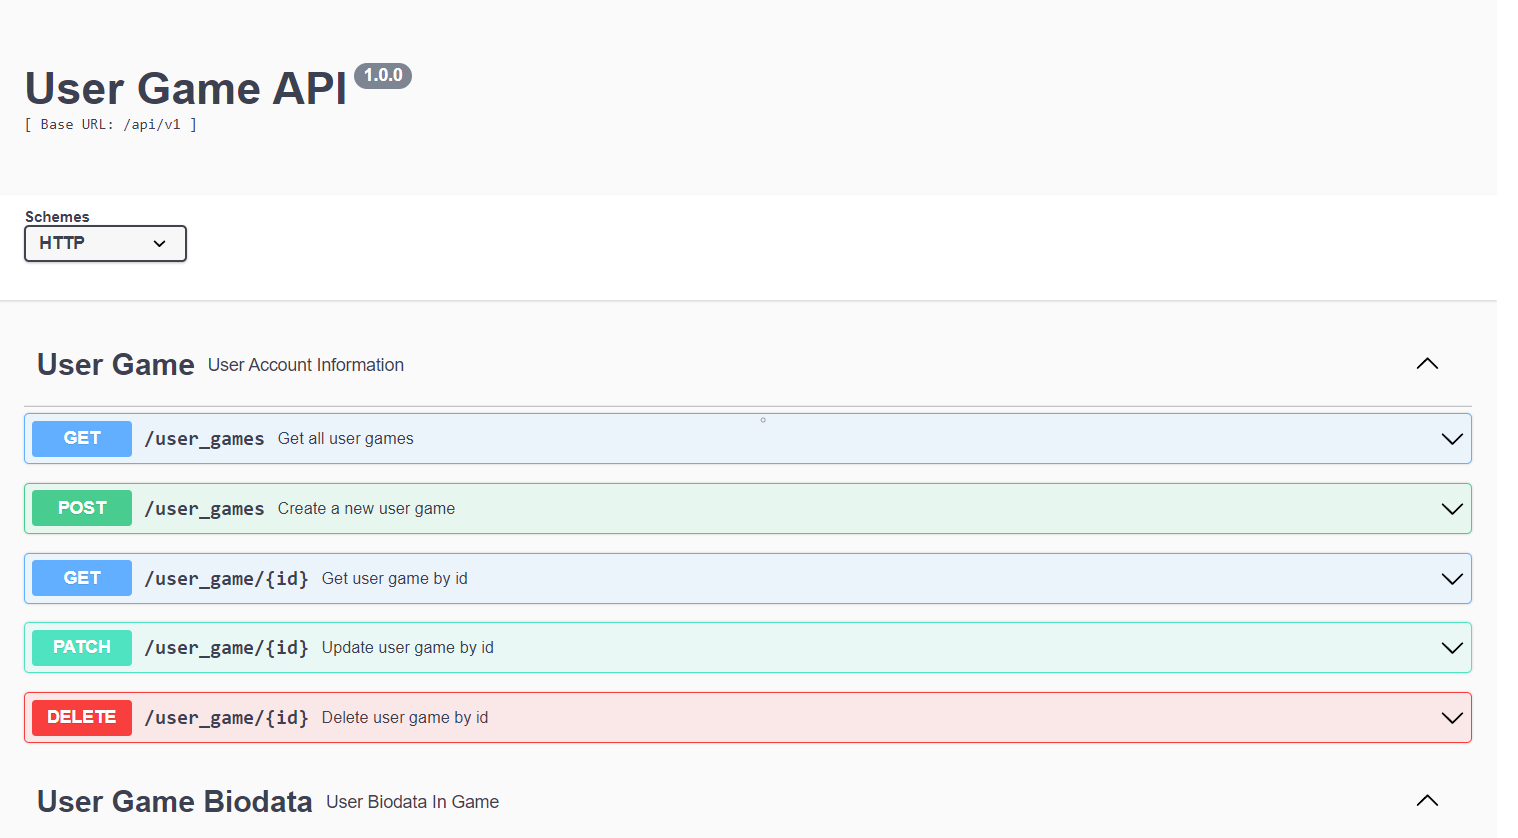 User Game API 1.0.0
[ Base URL: /api/v1 ]
Schemes
HTTP
User Game User Account Information
GET /user_games Get all user games
POST /user_games Create a new user game
GET /user_game/{id} Get user game by id
PATCH /user_game/{id} Update user game by id
DELETE /user_game/{id} Delete user game by id
User Game Biodata User Biodata In Game